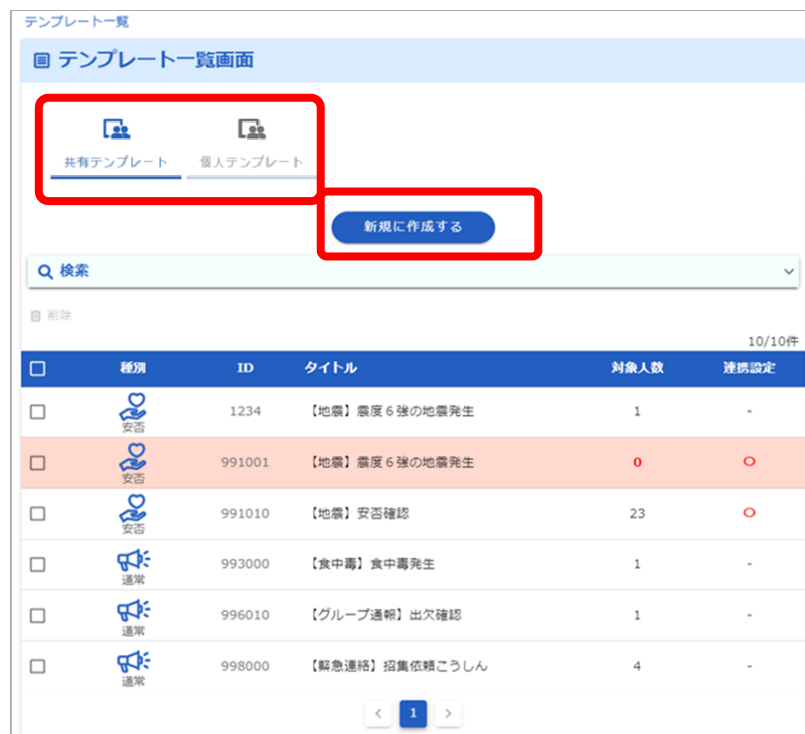 テンプレート一覧
テンプレート一覧画面
共有テンプレート 個人テンプレート
新規に作成する
検索
削除
10/10件
種別 ID タイトル 対象人数 連携設定
安否 1234 【地震】震度６強の地震発生 1 -
安否 991001 【地震】震度６強の地震発生 0 ○
安否 991010 【地震】安否確認 23 ○
通常 993000 【食中毒】食中毒発生 1 -
通常 996010 【グループ通報】出欠確認 1 -
通常 998000 【緊急連絡】招集依頼こうしん 4 -
< 1 >